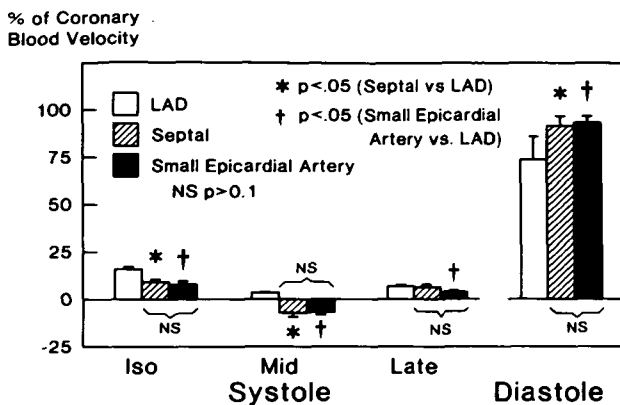 % of Coronary
Blood Velocity
100
75
50
25
0
-25
LAD
Septal
Small Epicardial Artery
NS p>0.1
* p<.05 (Septal vs LAD)
† p<.05 (Small Epicardial
Artery vs. LAD)
* †
* †
NS
†
NS
* †
NS
NS
Iso Mid Late
Systole Diastole